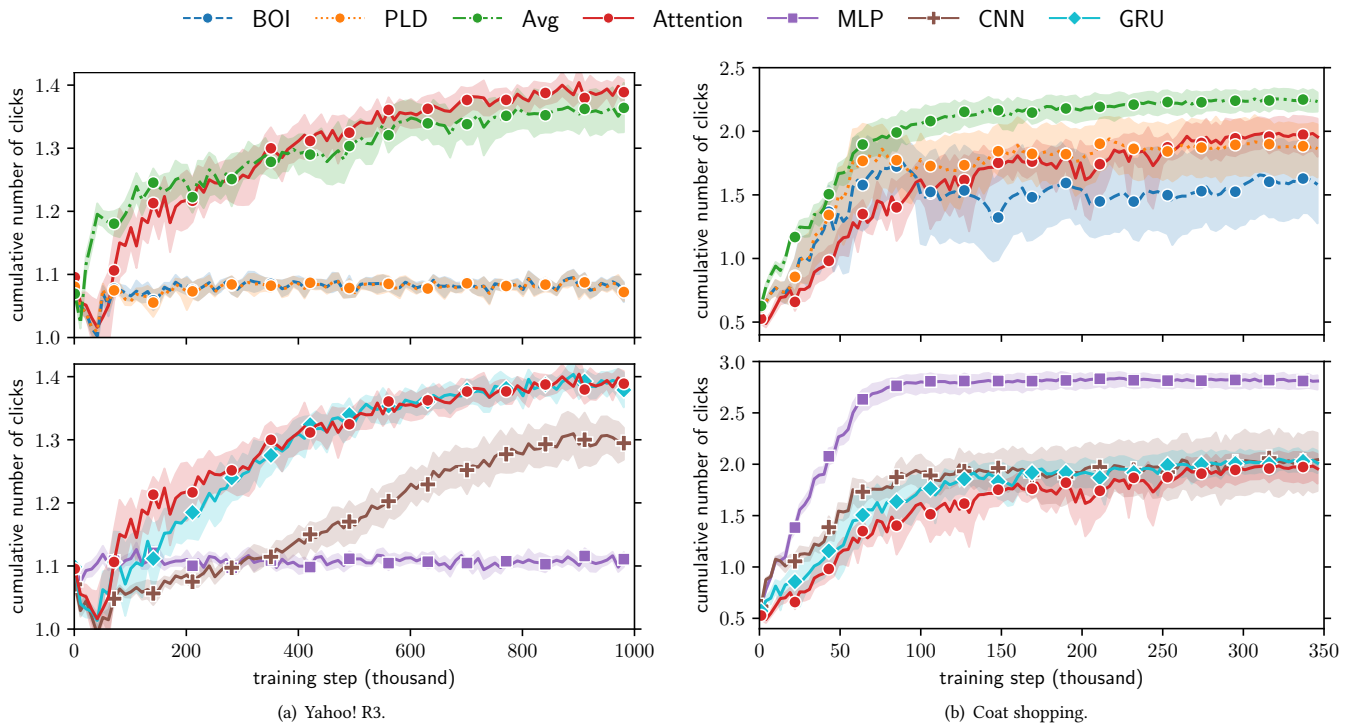 BOI PLD Avg Attention MLP CNN GRU
cumulative number of clicks
1.4
1.3
1.2
1.1
1.0
cumulative number of clicks
2.5
2.0
1.5
1.0
0.5
cumulative number of clicks
1.4
1.3
1.2
1.1
1.0
0 200 400 600 800 1000
training step (thousand)
(a) Yahoo! R3.
cumulative number of clicks
3.0
2.5
2.0
1.5
1.0
0.5
0 50 100 150 200 250 300 350
training step (thousand)
(b) Coat shopping.